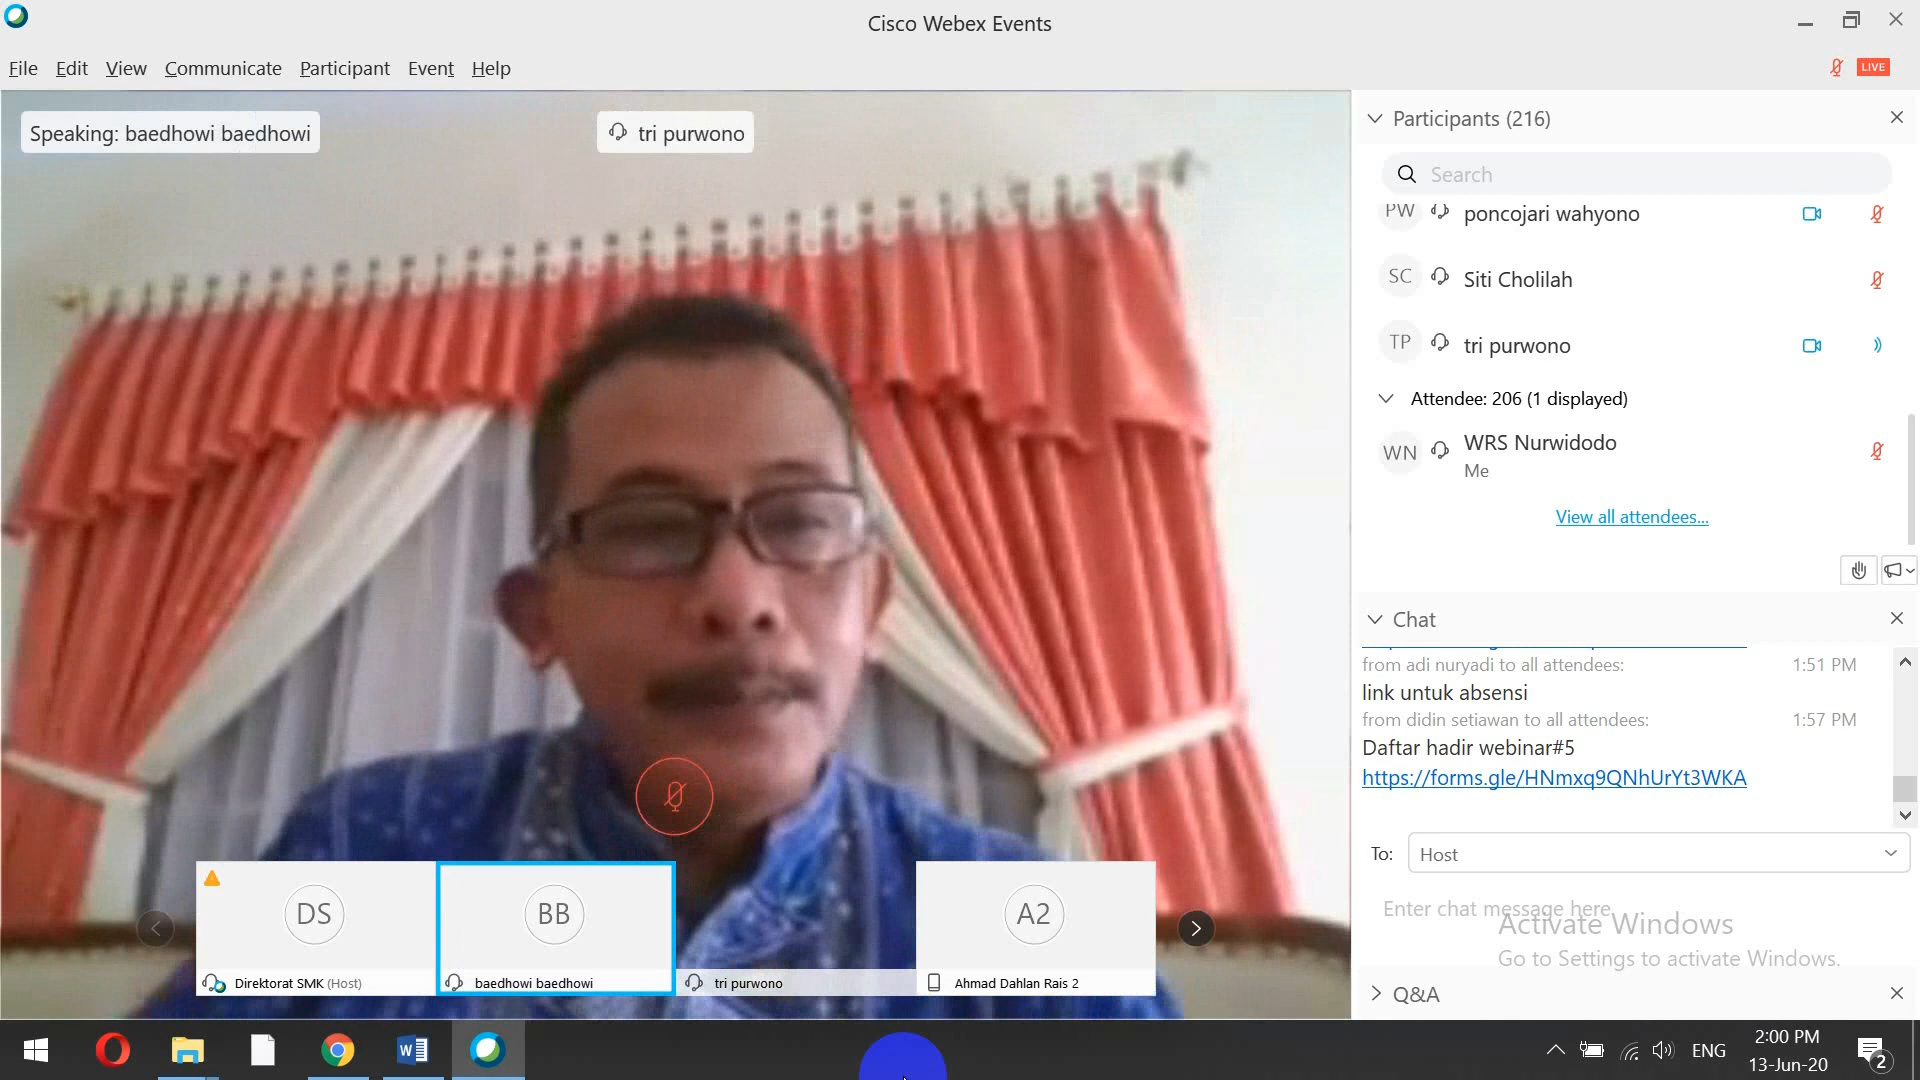 Cisco Webex Events
File Edit View Communicate Participant Event Help
LIVE
Speaking: baedhowi baedhowi
tri purwono
Participants (216)
Search
PW poncojari wahyono
SC Siti Cholilah
TP tri purwono
Attendee: 206 (1 displayed)
WN WRS Nurwidodo
Me
View all attendees...
Chat
from adi nuryadi to all attendees: 1:51 PM
link untuk absensi
from didin setiawan to all attendees: 1:57 PM
Daftar hadir webinar#5
https://forms.gle/HNmxq9QNhUrYt3WKA
To: Host
Enter chat message here
Activate Windows
Go to Settings to activate Windows.
Q&A
DS
BB
A2
Direktorat SMK (Host)
baedhowi baedhowi
tri purwono
Ahmad Dahlan Rais 2
W
ENG
2:00 PM
13-Jun-20
2